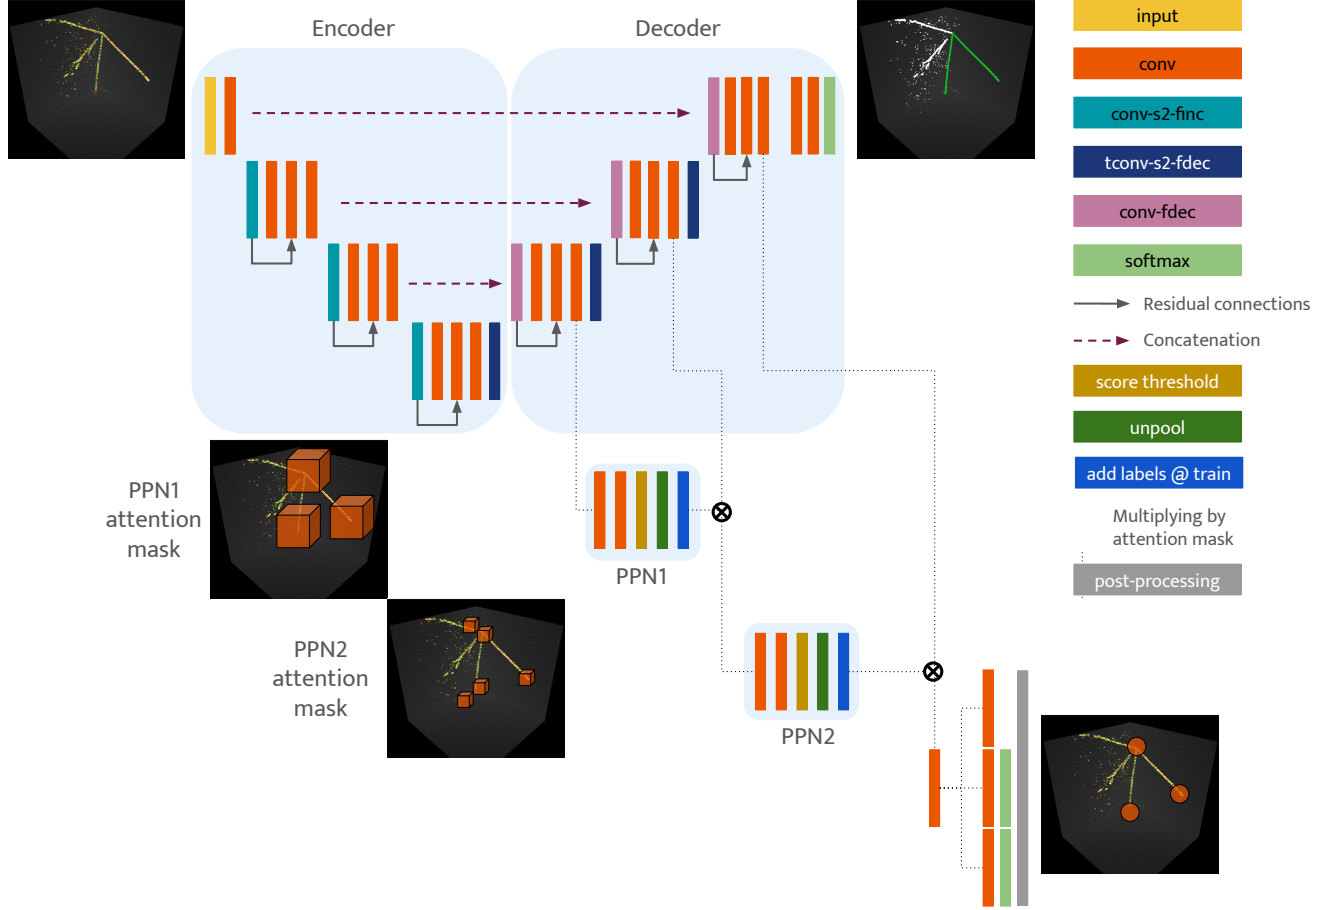 Encoder
Decoder
input
conv
conv-s2-finc
tconv-s2-fdec
conv-fdec
softmax
Residual connections
Concatenation
score threshold
unpool
add labels @ train
Multiplying by
attention mask
post-processing
PPN1
attention
mask
PPN1
PPN2
attention
mask
PPN2